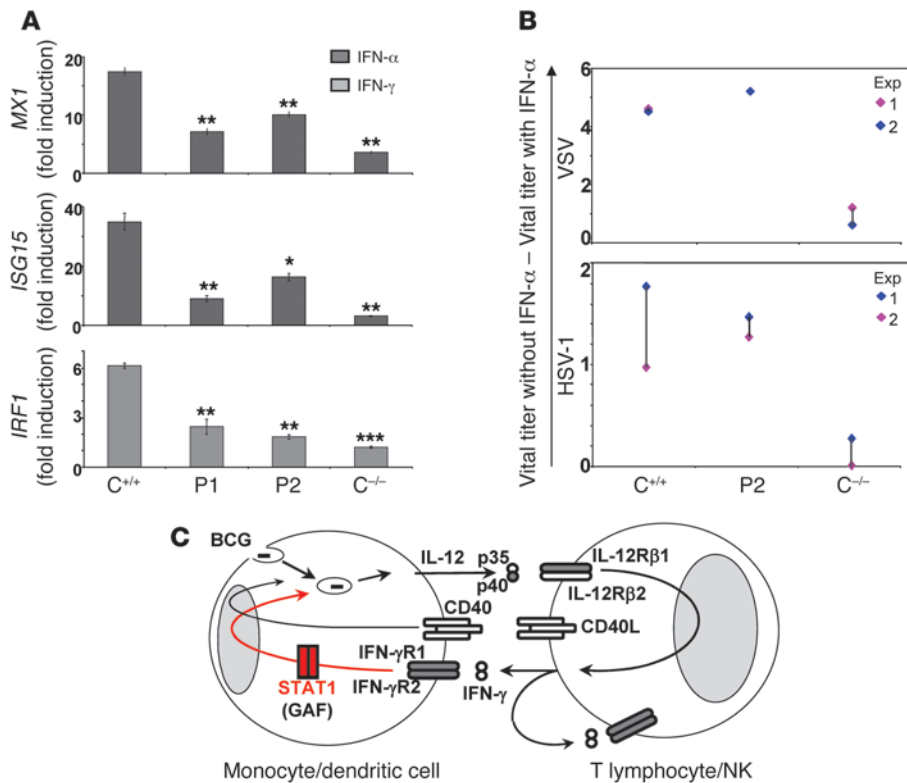 A
IFN-α
IFN-γ
MX1
(fold induction)
20
10
0
**
**
**
ISG15
(fold induction)
40
20
0
**
*
**
IRF1
(fold induction)
6
3
0
**
**
***
C+/+
P1
P2
C−/−
B
Vital titer without IFN-α – Vital titer with IFN-α
VSV
6
4
2
0
Exp
1
2
HSV-1
2
1
0
Exp
1
2
C+/+
P2
C−/−
C
BCG
IL-12
p35
p40
IL-12Rβ1
IL-12Rβ2
CD40
CD40L
IFN-γR1
IFN-γR2
IFN-γ
STAT1
(GAF)
Monocyte/dendritic cell
T lymphocyte/NK